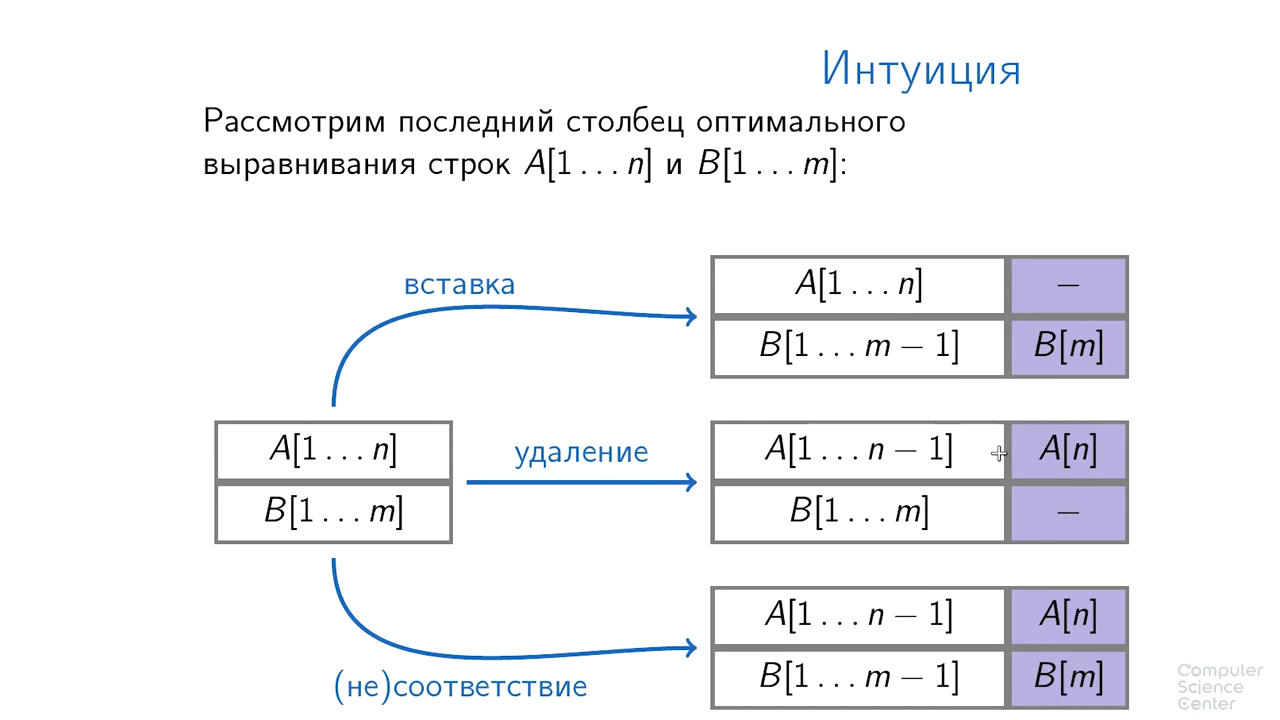 Интуиция
Рассмотрим последний столбец оптимального
выравнивания строк A[1 . . . n] и B[1 . . . m]:
вставка
A[1 . . . n] −
B[1 . . . m − 1] B[m]
A[1 . . . n]
B[1 . . . m]
удаление
A[1 . . . n − 1] A[n]
B[1 . . . m] −
(не)соответствие
A[1 . . . n − 1] A[n]
B[1 . . . m − 1] B[m]
Computer
Science
Center